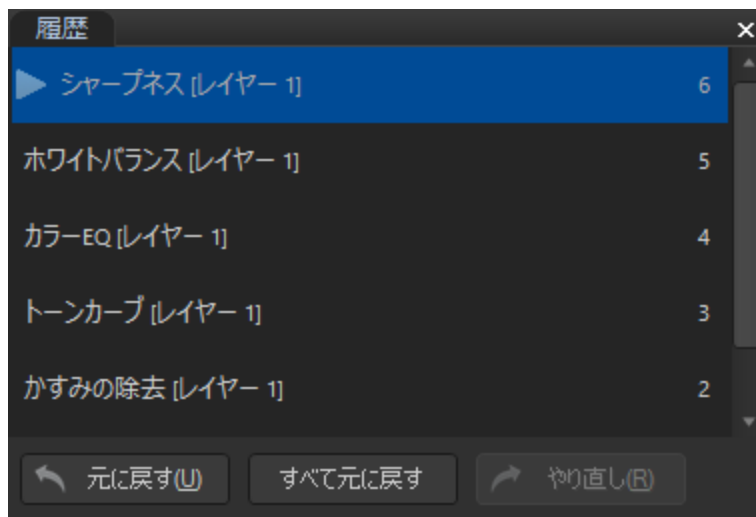 履歴
シャープネス [レイヤー 1] 6
ホワイトバランス [レイヤー 1] 5
カラーEQ [レイヤー 1] 4
トーンカーブ [レイヤー 1] 3
かすみの除去 [レイヤー 1] 2
元に戻す(U) すべて元に戻す やり直し(R)